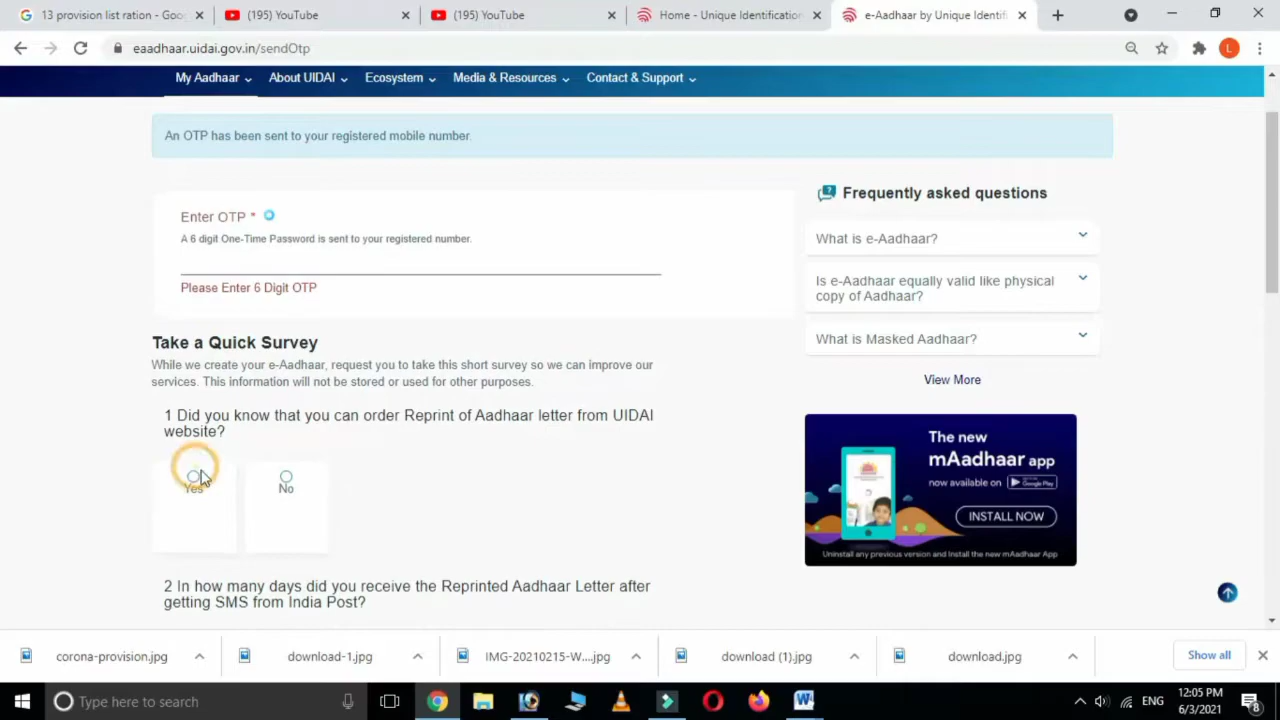 13 provision list ration - Goo
(195) YouTube
(195) YouTube
Home - Unique Identification
e-Aadhaar by Unique Identifi
eaadhaar.uidai.gov.in/sendOtp
L
My Aadhaar
About UIDAI
Ecosystem
Media & Resources
Contact & Support
An OTP has been sent to your registered mobile number.
Enter OTP *
A 6 digit One-Time Password is sent to your registered number.
Please Enter 6 Digit OTP
Take a Quick Survey
While we create your e-Aadhaar, request you to take this short survey so we can improve our
services. This information will not be stored or used for other purposes.
1 Did you know that you can order Reprint of Aadhaar letter from UIDAI
website?
Yes
No
2 In how many days did you receive the Reprinted Aadhaar Letter after
getting SMS from India Post?
Frequently asked questions
What is e-Aadhaar?
Is e-Aadhaar equally valid like physical
copy of Aadhaar?
What is Masked Aadhaar?
View More
The new
mAadhaar app
now available on Google Play
INSTALL NOW
Uninstall any previous version and Install the new mAadhaar App
corona-provision.jpg
download-1.jpg
IMG-20210215-W....jpg
download (1).jpg
download.jpg
Show all
Type here to search
ENG
12:05 PM
6/3/2021
8